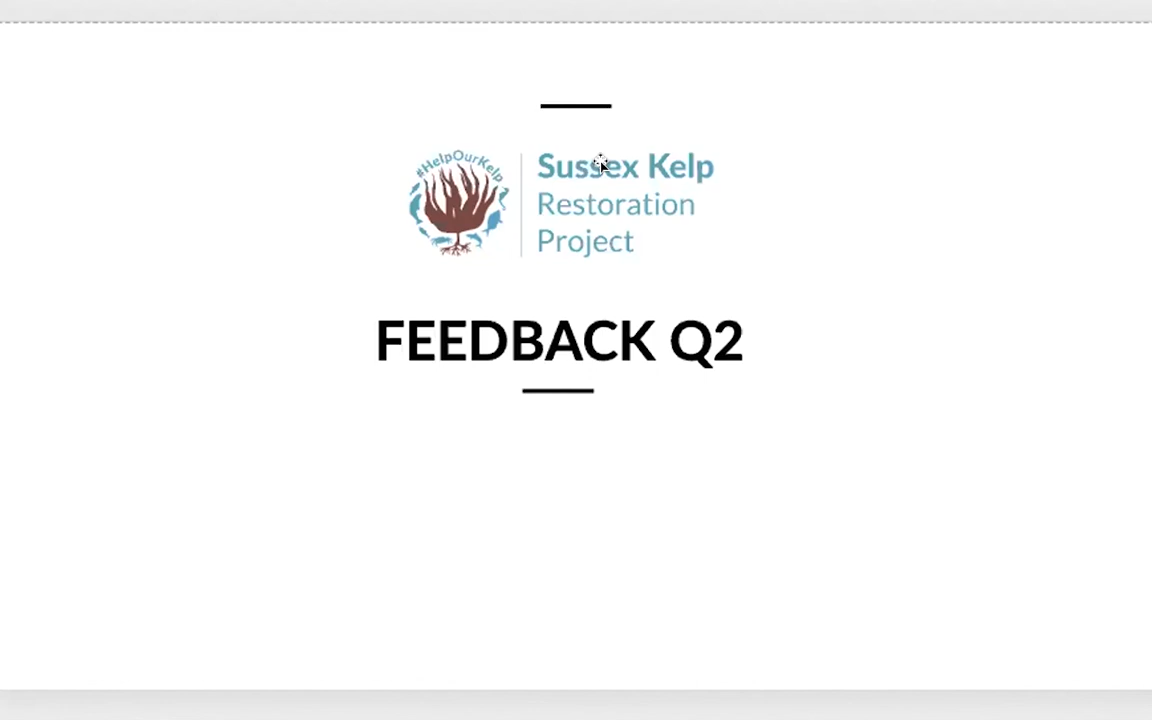 #HelpOurKelp
Sussex Kelp
Restoration
Project
FEEDBACK Q2